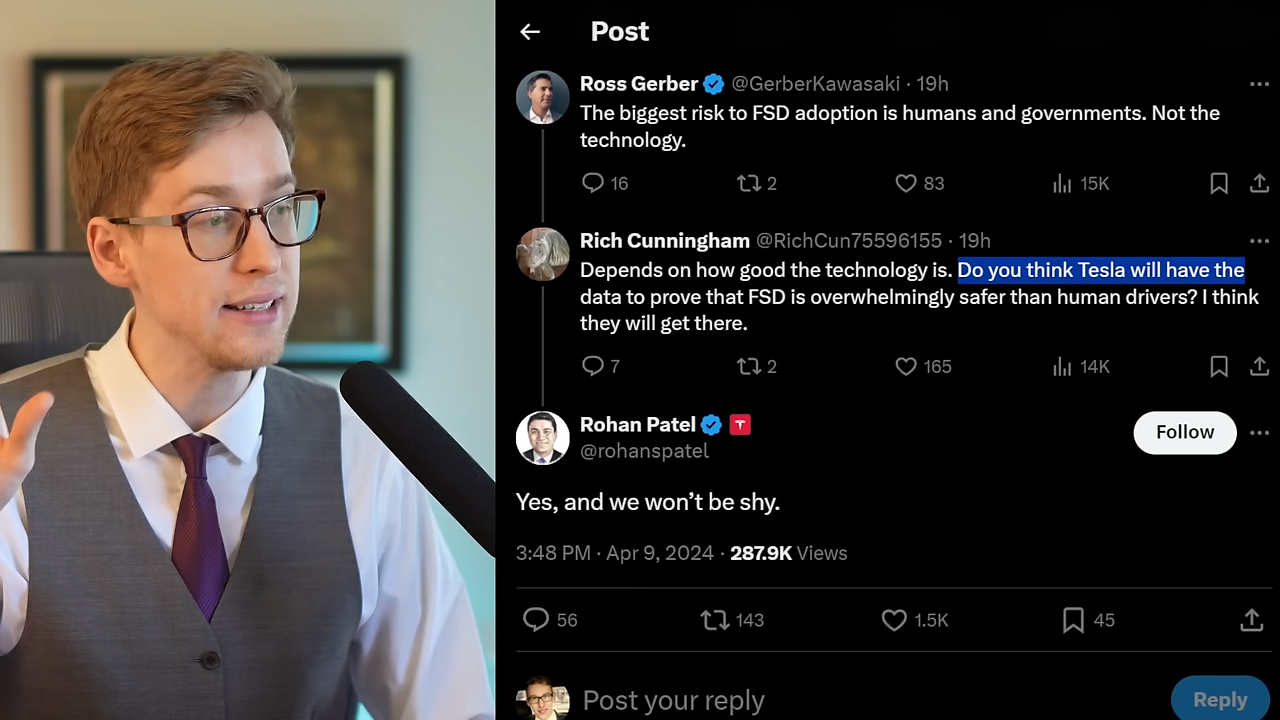 Post
Ross Gerber @GerberKawasaki · 19h
The biggest risk to FSD adoption is humans and governments. Not the
technology.
16 2 83 15K
Rich Cunningham @RichCun75596155 · 19h
Depends on how good the technology is. Do you think Tesla will have the
data to prove that FSD is overwhelmingly safer than human drivers? I think
they will get there.
7 2 165 14K
Rohan Patel
Follow
@rohanspatel
Yes, and we won’t be shy.
3:48 PM · Apr 9, 2024 · 287.9K Views
56 143 1.5K 45
Post your reply
Reply